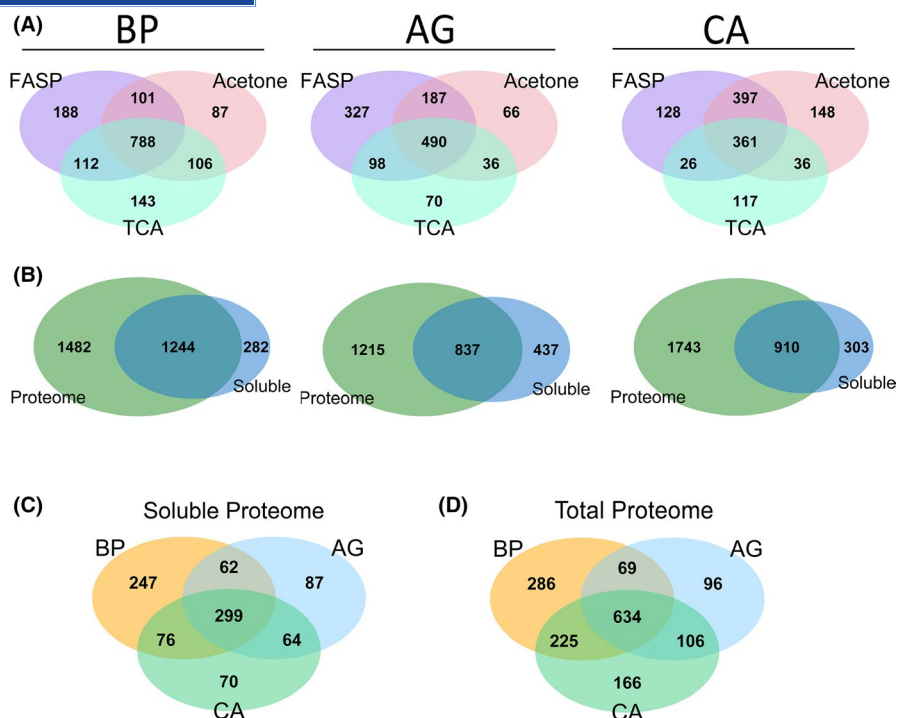 (A) BP AG CA
FASP Acetone FASP Acetone FASP Acetone
188 101 87 327 187 66 128 397 148
788 490 361
112 106 98 36 26 36
143 70 117
TCA TCA TCA
(B)
1482 1244 282 1215 837 437 1743 910 303
Proteome Soluble Proteome Soluble Proteome Soluble
(C) Soluble Proteome (D) Total Proteome
BP AG BP AG
247 62 87 286 69 96
299 634
76 64 225 106
70 166
CA CA